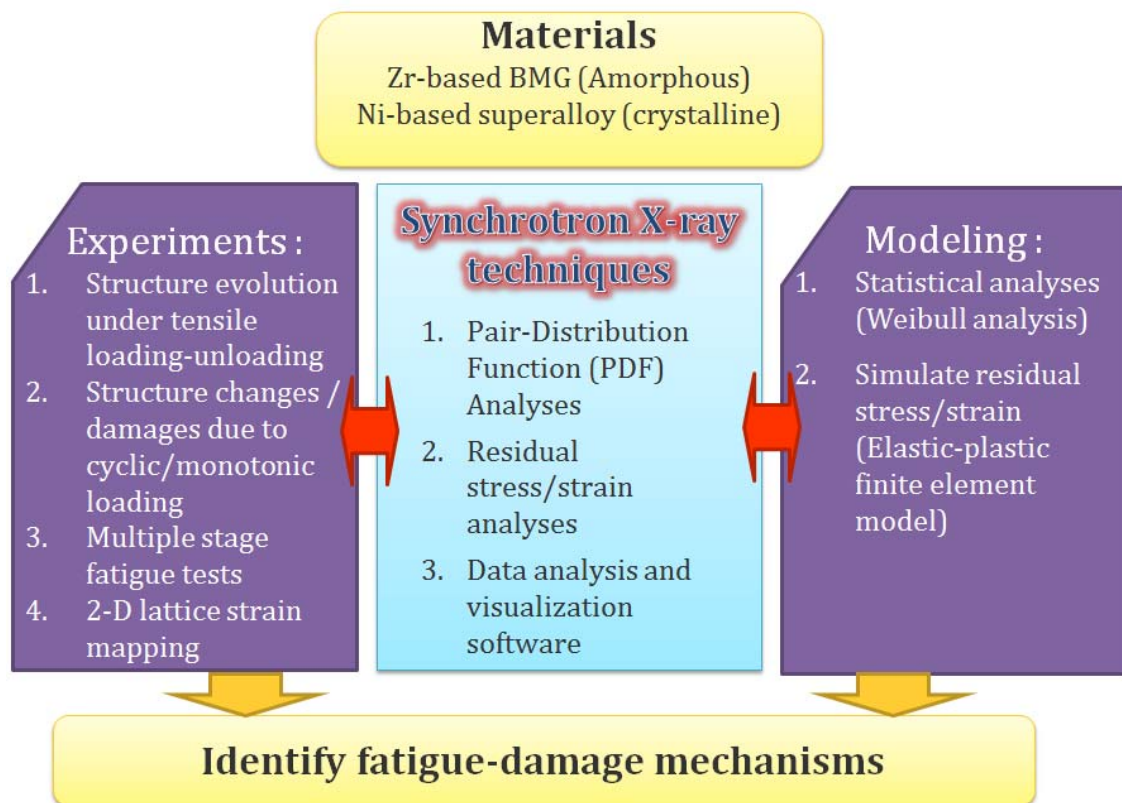 Materials
Zr-based BMG (Amorphous)
Ni-based superalloy (crystalline)
Experiments :
1. Structure evolution
under tensile
loading-unloading
2. Structure changes /
damages due to
cyclic/monotonic
loading
3. Multiple stage
fatigue tests
4. 2-D lattice strain
mapping
Synchrotron X-ray
techniques
1. Pair-Distribution
Function (PDF)
Analyses
2. Residual
stress/strain
analyses
3. Data analysis and
visualization
software
Modeling :
1. Statistical analyses
(Weibull analysis)
2. Simulate residual
stress/strain
(Elastic-plastic
finite element
model)
Identify fatigue-damage mechanisms